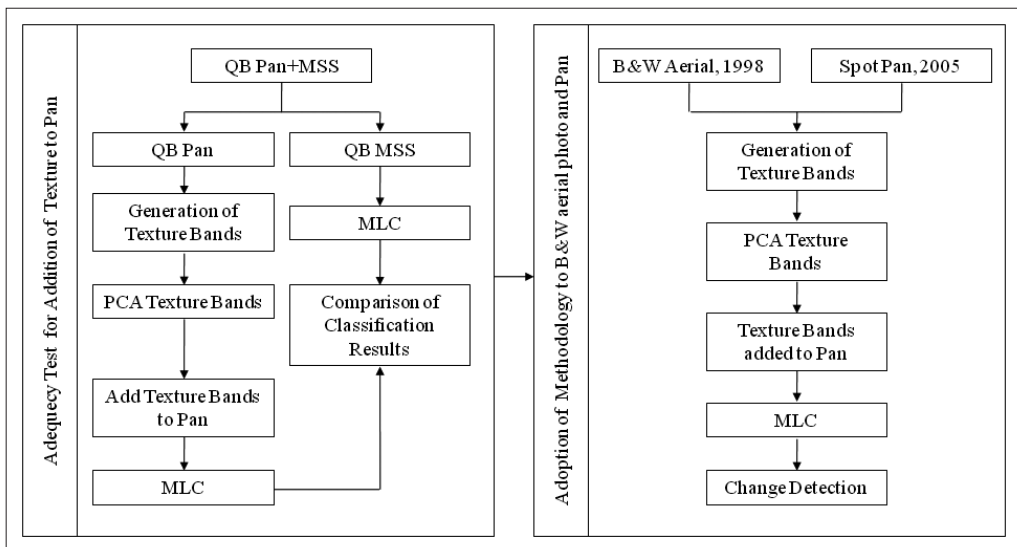 Adequecy Test for Addition of Texture to Pan
QB Pan+MSS
QB Pan
QB MSS
Generation of
Texture Bands
MLC
PCA Texture Bands
Comparison of
Classification
Results
Add Texture Bands
to Pan
MLC
Adoption of Methodology to B&W aerial photo and Pan
B&W Aerial, 1998
Spot Pan, 2005
Generation of
Texture Bands
PCA Texture
Bands
Texture Bands
added to Pan
MLC
Change Detection